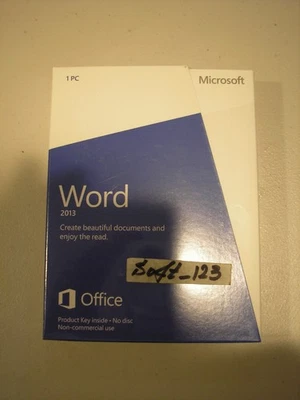 1 PC
Microsoft
Word
2013
Create beautiful documents and
enjoy the read.
Soft_123
Office
Product Key inside • No disc
Non-commercial use